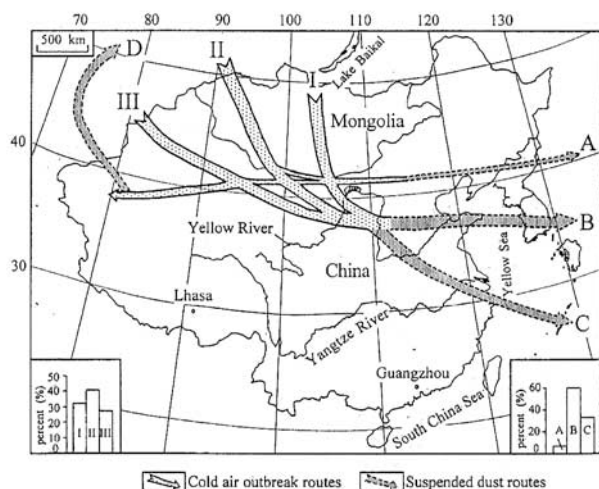 70 80 90 100 110 120 130 140
500 km
D
II
III
I
Lake Baikal
Mongolia
40
30
A
B
C
Yellow River
China
Yellow Sea
Lhasa
Yangtze River
Guangzhou
South China Sea
percent (%)
50
40
30
20
10
0
I II III
percent (%)
60
40
20
0
A B C
Cold air outbreak routes
Suspended dust routes